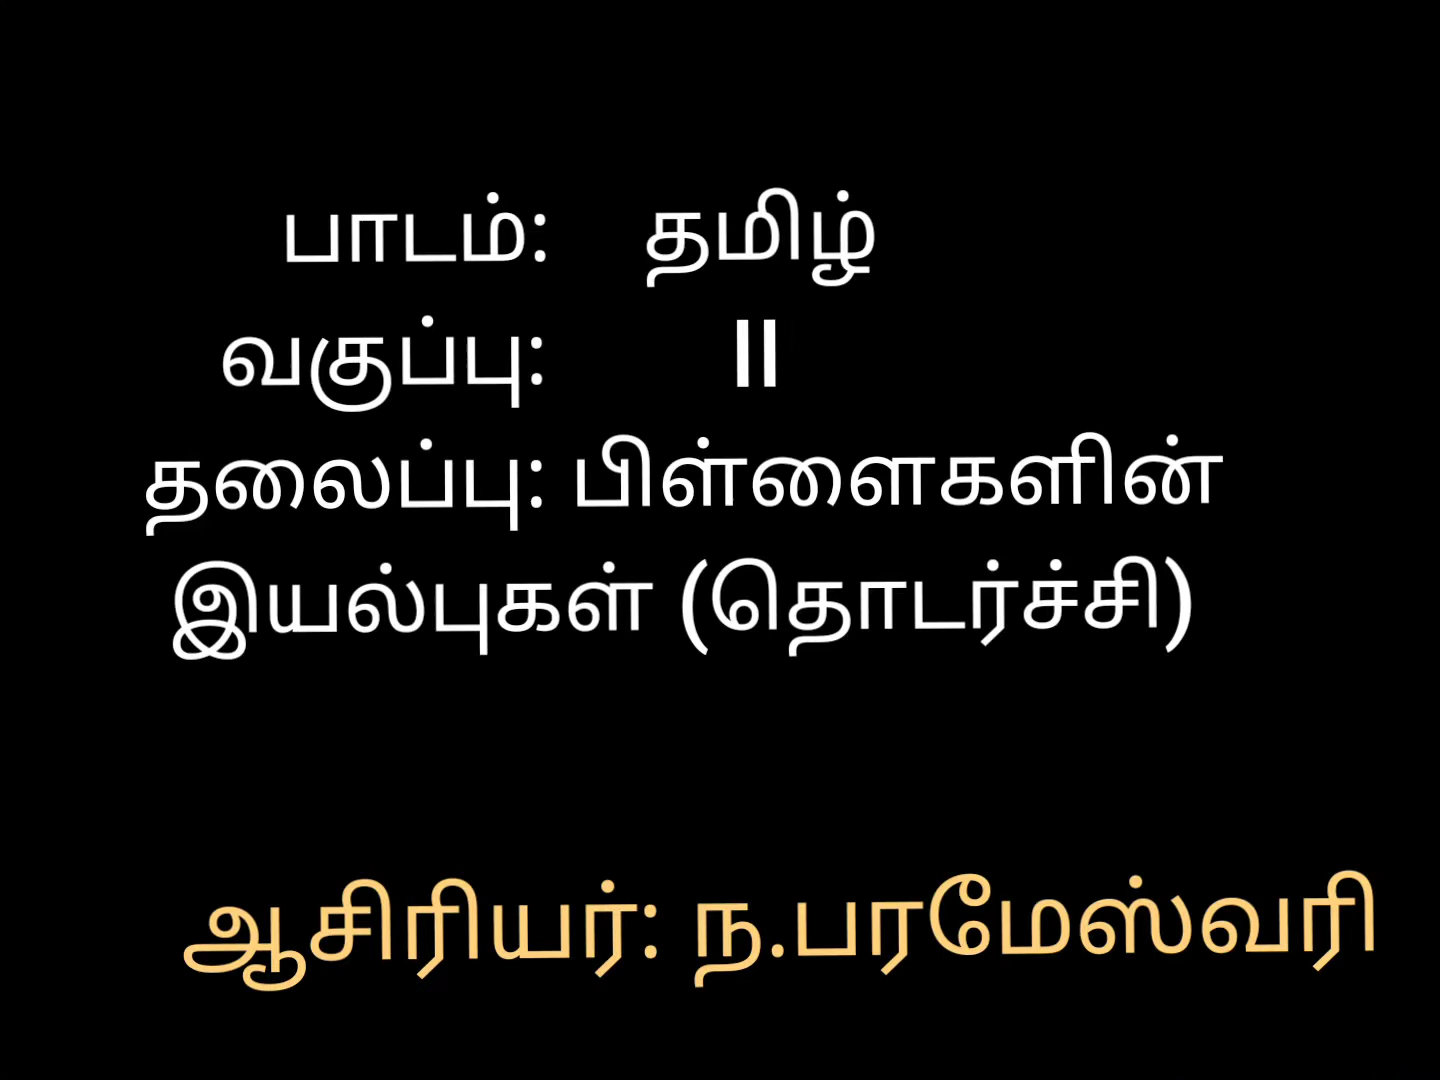 பாடம்: தமிழ்
வகுப்பு: II
தலைப்பு: பிள்ளைகளின்
இயல்புகள் (தொடர்ச்சி)
ஆசிரியர்: ந.பரமேஸ்வரி